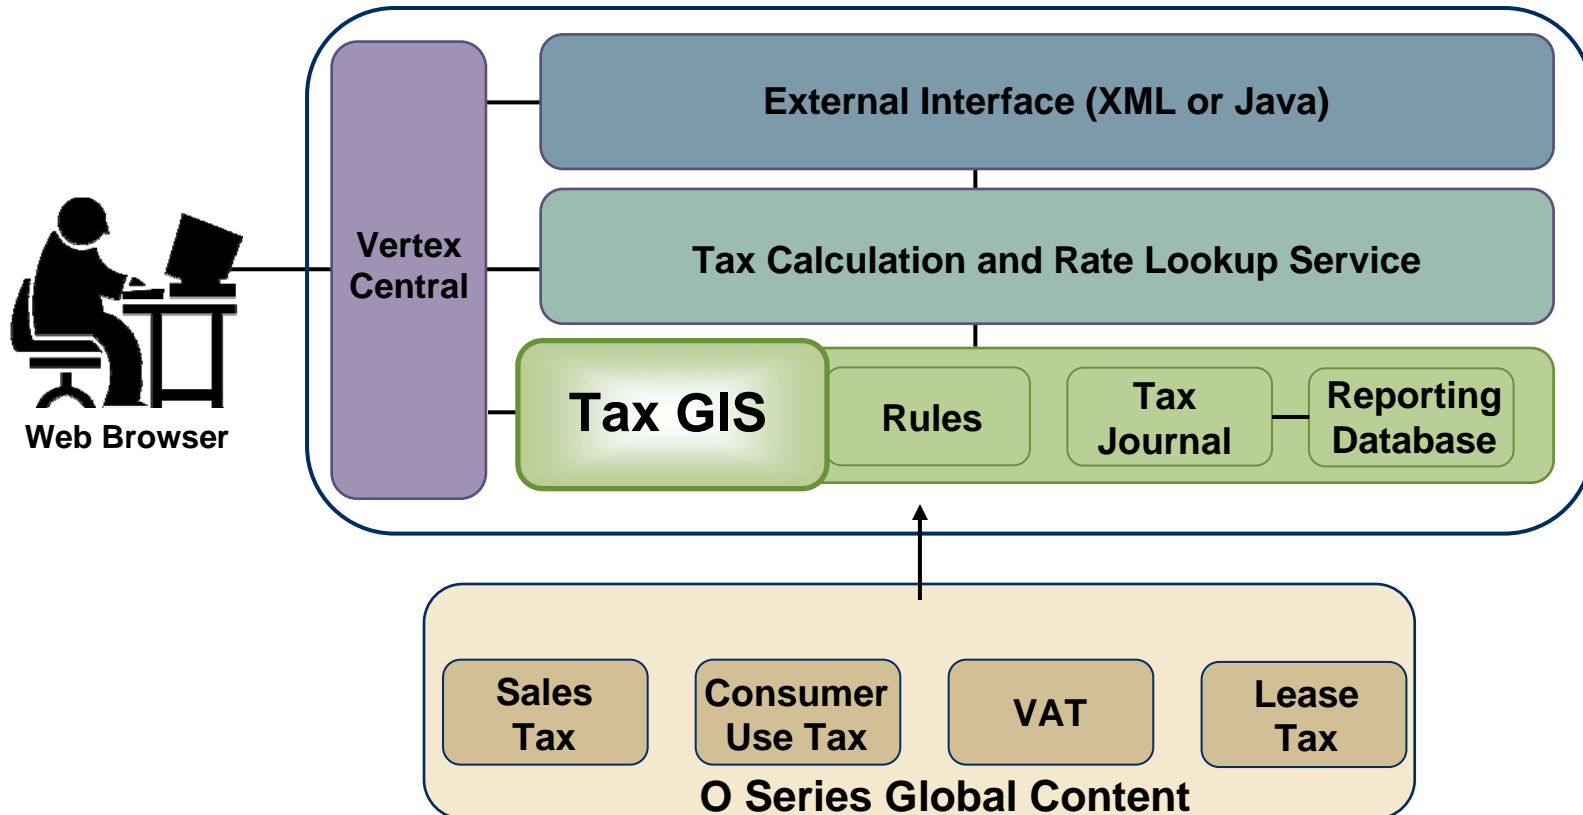 External Interface (XML or Java)
Vertex
Central
Tax Calculation and Rate Lookup Service
Web Browser
Tax GIS
Rules
Tax
Journal
Reporting
Database
Sales
Tax
Consumer
Use Tax
VAT
Lease
Tax
O Series Global Content